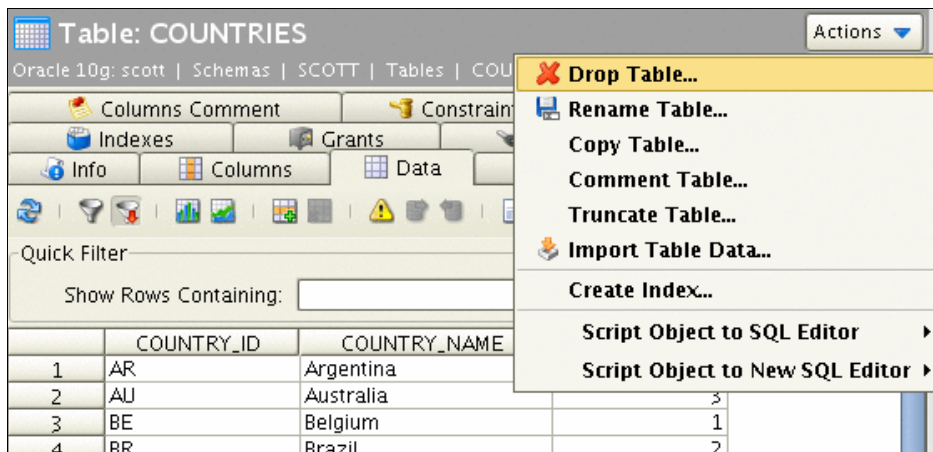 Table: COUNTRIES
Actions
Oracle 10g: scott | Schemas | SCOTT | Tables | COU
Drop Table...
Rename Table...
Copy Table...
Comment Table...
Truncate Table...
Import Table Data...
Create Index...
Script Object to SQL Editor
Script Object to New SQL Editor
Columns Comment
Constraint
Indexes
Grants
Info
Columns
Data
Quick Filter
Show Rows Containing:
COUNTRY_ID COUNTRY_NAME
1 AR Argentina
2 AU Australia 3
3 BE Belgium 1
4 BR Brazil 2